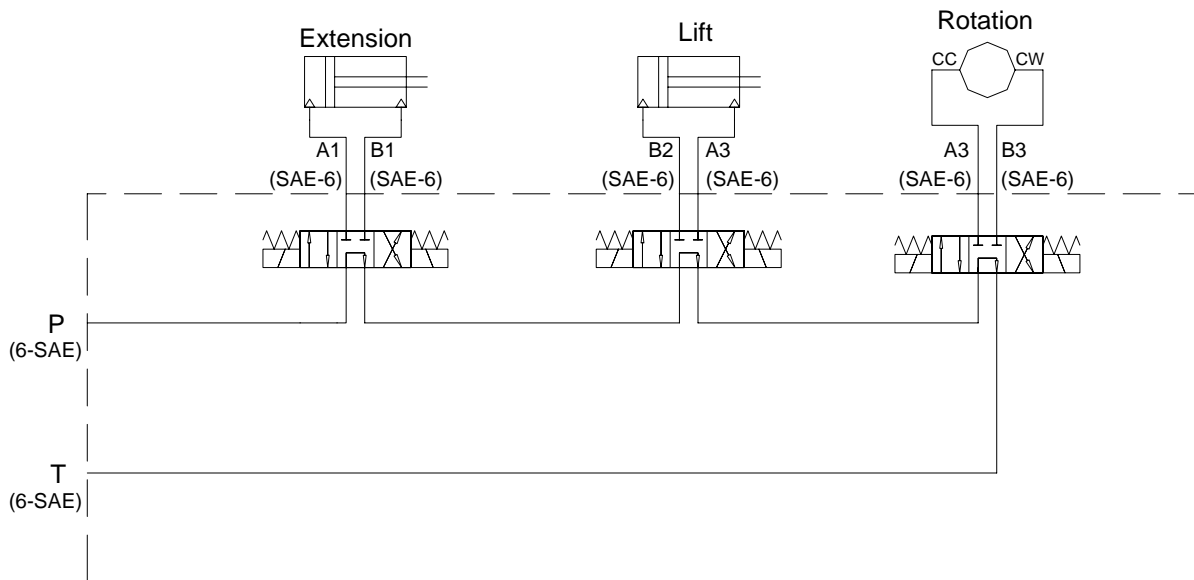 Extension
Lift
Rotation
CC
CW
A1
B1
B2
A3
A3
B3
(SAE-6)
(SAE-6)
(SAE-6)
(SAE-6)
(SAE-6)
(SAE-6)
P
(6-SAE)
T
(6-SAE)